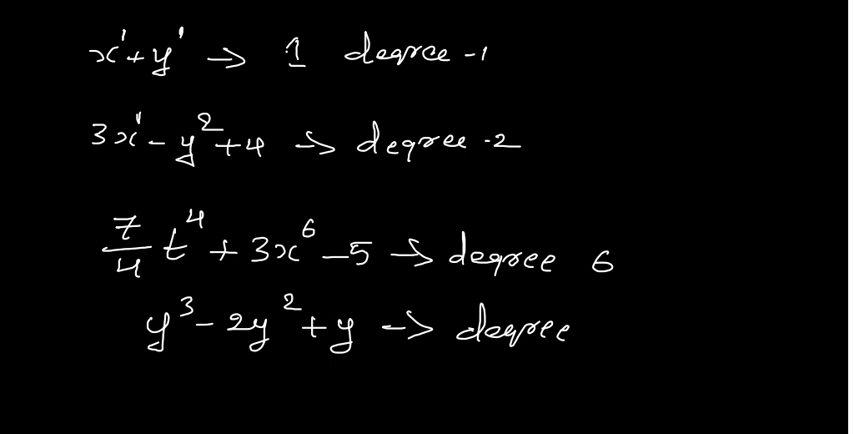 x¹+y¹ → 1 degree -1
3x¹ - y²+4 → degree -2
7/4 t⁴ + 3x⁶ - 5 → degree 6
y³ - 2y² + y → degree